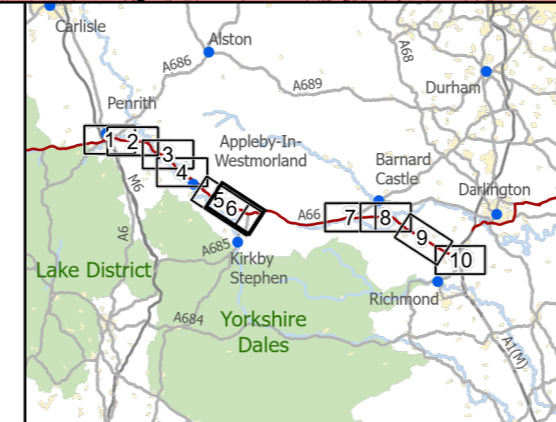 Carlisle
Alston
A686
A68
A689
Durham
Penrith
1
2
3
4
5
6
Appleby-In-
Westmorland
Barnard
Castle
Darlington
M6
A66
7
8
9
10
A6
A685
Kirkby
Stephen
Lake District
Richmond
A684
Yorkshire
Dales
A1(M)